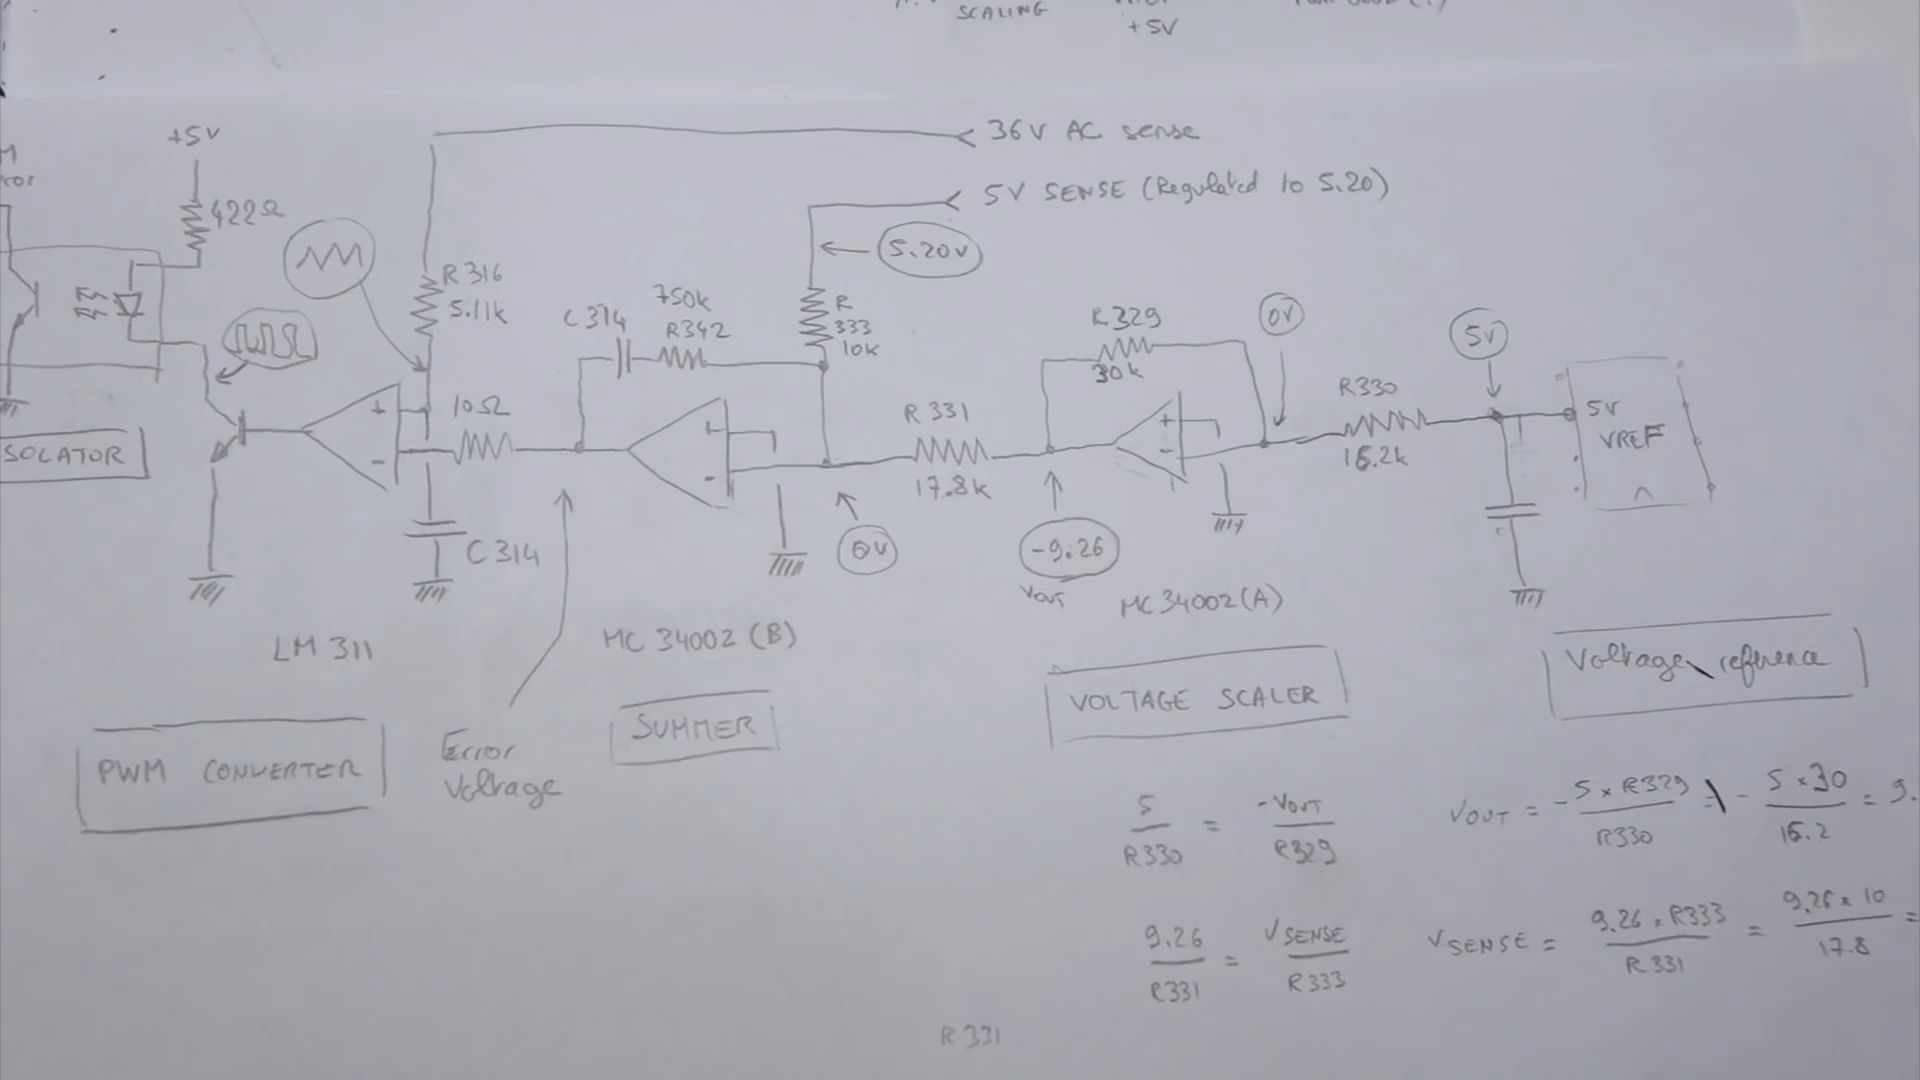 SCALING
+5V
36V AC sense
5V SENSE (Regulated to 5.20)
+5V
422Ω
R316
5.11k
C314
750k
R342
5.20V
R
333
10k
R329
30k
0V
5V
R330
16.2k
5V
VREF
+
-
10Ω
+
-
R331
17.8k
+
-
C314
0V
-9.26
VOUT
SOLATOR
LM311
MC34002(B)
MC34002(A)
PWM CONVERTER
Error
Voltage
SUMMER
VOLTAGE SCALER
Voltage reference
5/R330 = -VOUT/R329
VOUT = -5×R329/R330 = -5×30/16.2 = 9.
9.26/R331 = VSENSE/R333
VSENSE = 9.26×R333/R331 = 9.26×10/17.8 =
R331